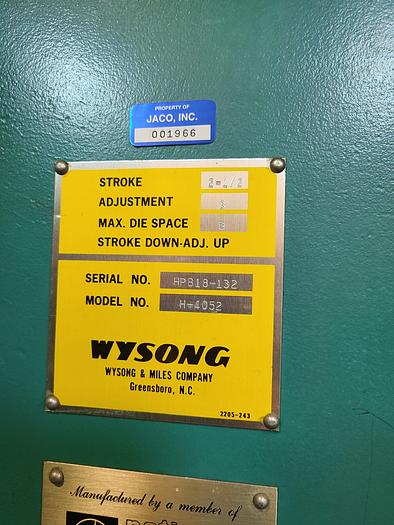 PROPERTY OF
JACO, INC.
001966
STROKE 2-1/2
ADJUSTMENT
MAX. DIE SPACE
STROKE DOWN-ADJ. UP
SERIAL NO. HP818-132
MODEL NO. H-4052
WYSONG
WYSONG & MILES COMPANY
Greensboro, N.C.
2205-243
Manufactured by a member of